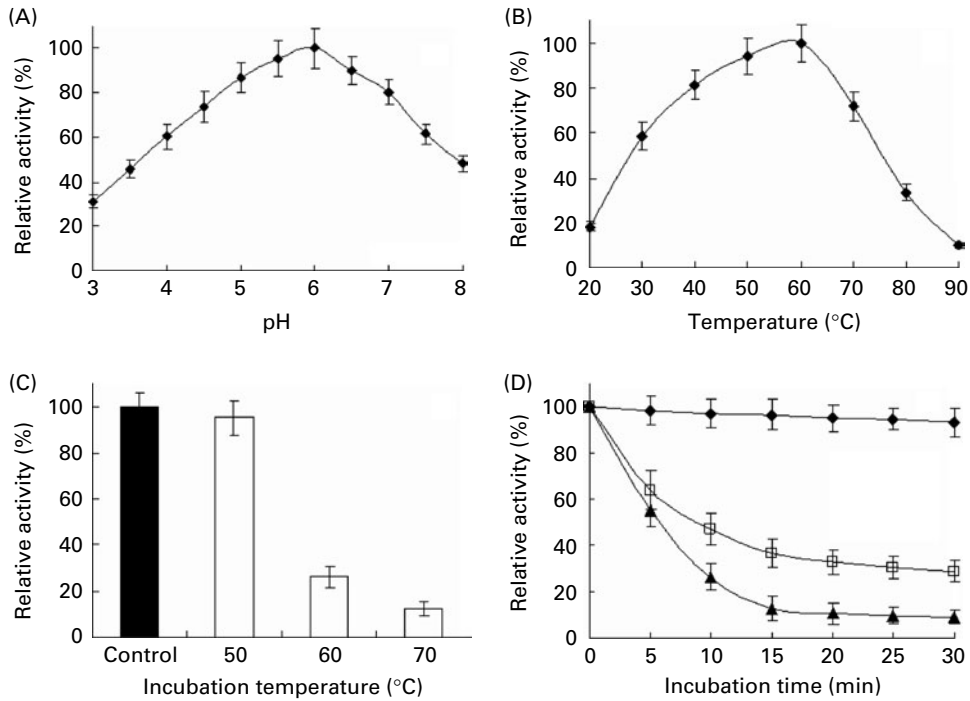 (A)
Relative activity (%)
100
80
60
40
20
0
3 4 5 6 7 8
pH
(B)
Relative activity (%)
100
80
60
40
20
0
20 30 40 50 60 70 80 90
Temperature (°C)
(C)
Relative activity (%)
100
80
60
40
20
0
Control 50 60 70
Incubation temperature (°C)
(D)
Relative activity (%)
100
80
60
40
20
0
0 5 10 15 20 25 30
Incubation time (min)